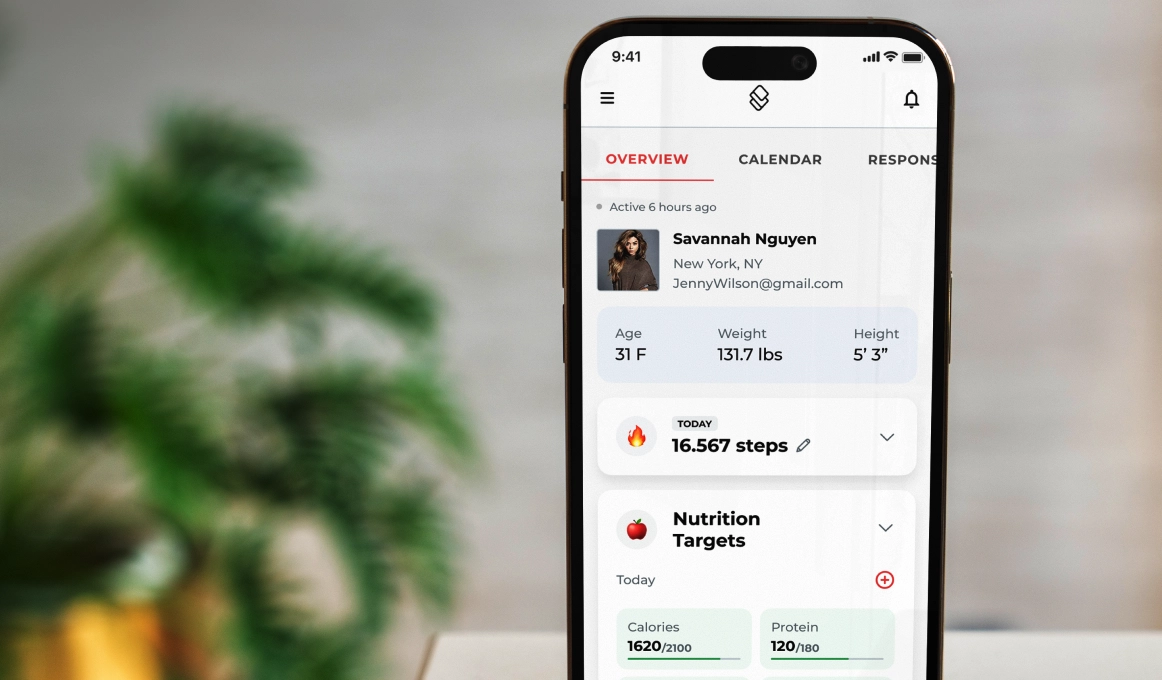 9:41
OVERVIEW CALENDAR RESPONS
Active 6 hours ago
Savannah Nguyen
New York, NY
JennyWilson@gmail.com
Age Weight Height
31 F 131.7 lbs 5’ 3”
TODAY
16.567 steps
Nutrition
Targets
Today
Calories Protein
1620/2100 120/180